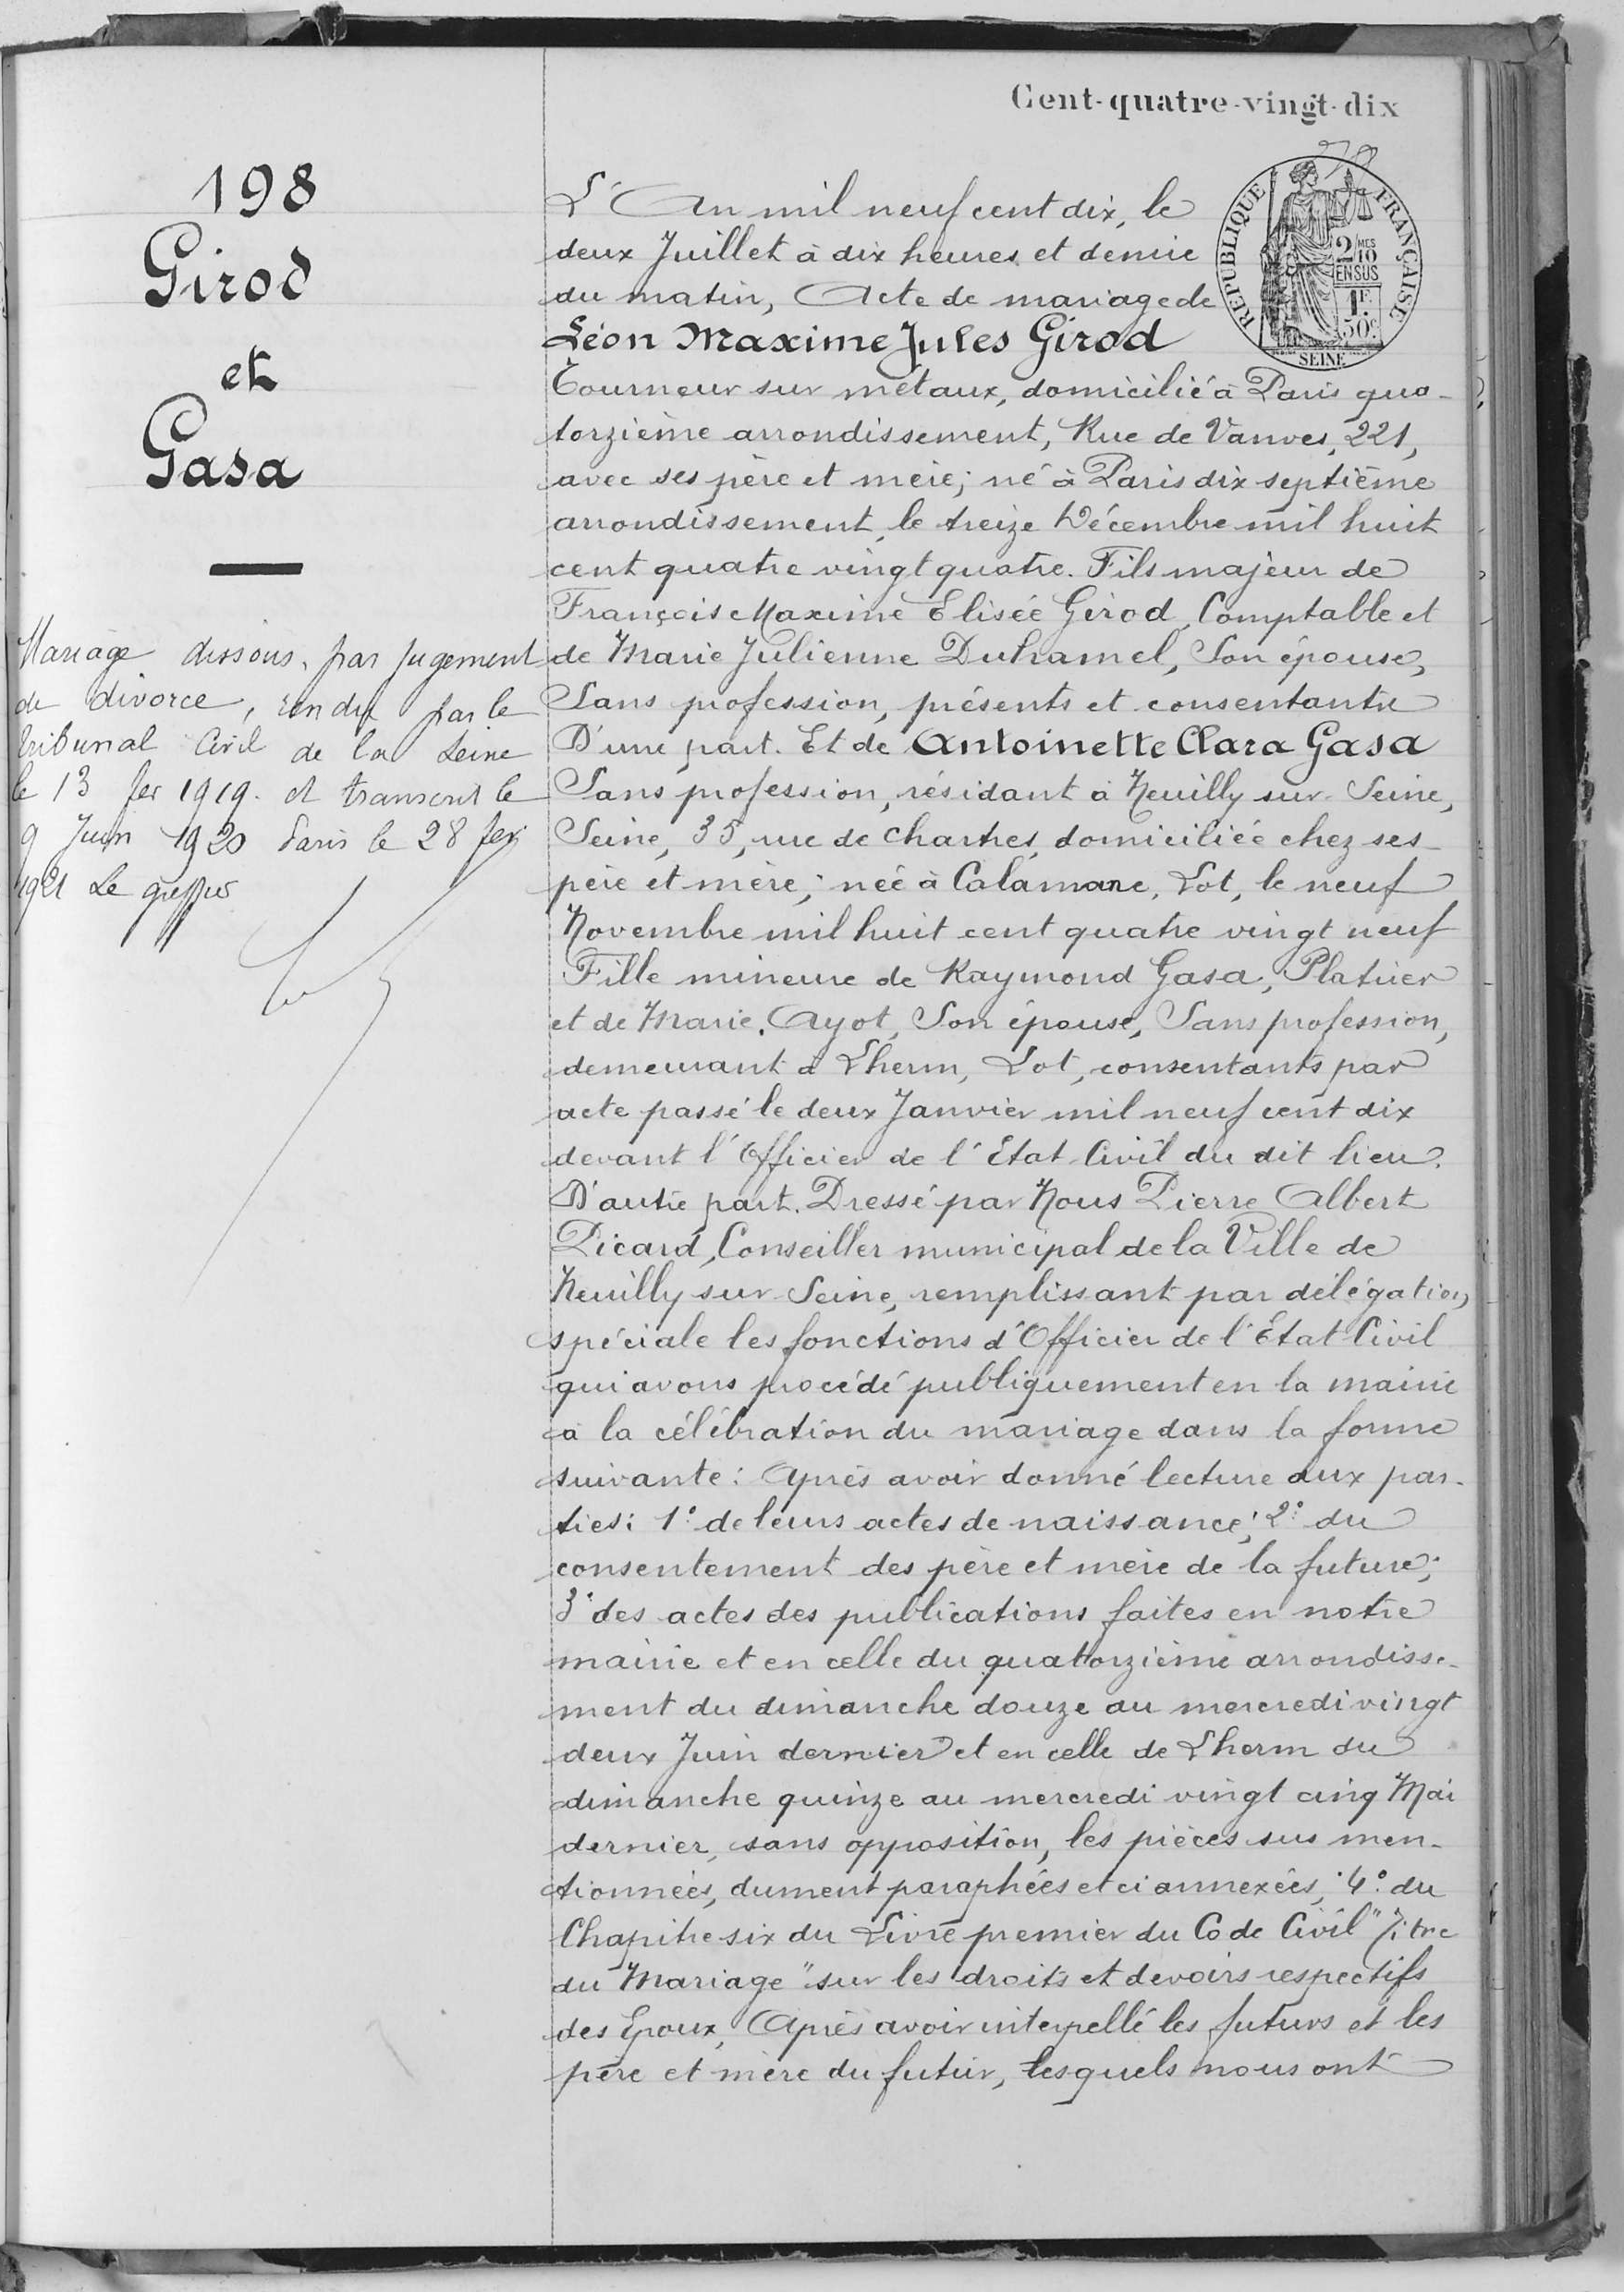 Cent-quatre-vingt-dix
198
Girod
et
Gasa
Mariage dissous, par jugement
de divorce, rendu par le
tribunal Civil de la Seine
le 13 fev 1919. et transcrit le
9 Juin 1920 Paris le 28 fev
1921 Le greffier
RÉPUBLIQUE FRANÇAISE
2/MES 10
EN SUS
1F.
50c
SEINE
L'An mil neuf cent dix, le
deux Juillet à dix heures et demie
du matin, Acte de mariage de
Léon Maxime Jules Girod
Tourneur sur métaux, domicilié à Paris qua-
torzième arrondissement, Rue de Vanves, 221,
avec ses père et mère; né à Paris dix septième
arrondissement, le treize Décembre mil huit
cent quatre vingt quatre. Fils majeur de
François Maxime Elisée Girod, Comptable et
de Marie Julienne Duhamel, Son épouse,
Sans profession, présents et consentants
D'une part. Et de Antoinette Clara Gasa
Sans profession, résidant à Neuilly sur Seine,
Seine, 35, rue de Chartres, domiciliée chez ses
père et mère; née à Calamane, Lot, le neuf
Novembre mil huit cent quatre vingt neuf
Fille mineure de Raymond Gasa, Platrier
et de Marie Ayot, Son épouse, Sans profession,
demeurant à Lherm, Lot, consentants par
acte passé le deux Janvier mil neuf cent dix
devant l'Officier de l'Etat Civil du dit lieu.
D'autre part. Dressé par Nous Pierre Albert
Picard, Conseiller municipal de la Ville de
Neuilly sur Seine, remplissant par délégation
spéciale les fonctions d'Officier de l'Etat Civil
qui avons procédé publiquement en la mairie
à la célébration du mariage dans la forme
suivante: Après avoir donné lecture aux par-
ties: 1° de leurs actes de naissance; 2° du
consentement des père et mère de la future;
3° des actes des publications faites en notre
mairie et en celle du quatorzième arrondisse-
ment du dimanche douze au mercredi vingt
deux Juin dernier et en celle de Lherm du
dimanche quinze au mercredi vingt cinq Mai
dernier, sans opposition, les pièces sus men-
tionnées, dument paraphées et ci annexées; 4° du
Chapitre six du Livre premier du Code Civil "Titre
du Mariage" sur les droits et devoirs respectifs
des Epoux, Après avoir interpellé les futurs et les
père et mère du futur, lesquels nous ont